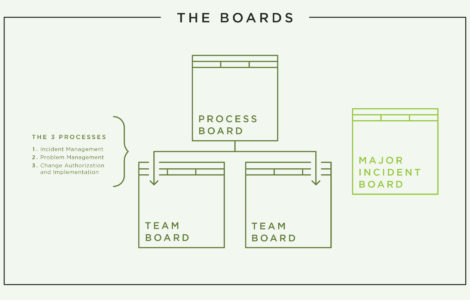 THE BOARDS
PROCESS
BOARD
THE 3 PROCESSES
1. Incident Management
2. Problem Management
3. Change Authorization
and Implementation
MAJOR
INCIDENT
BOARD
TEAM
BOARD
TEAM
BOARD